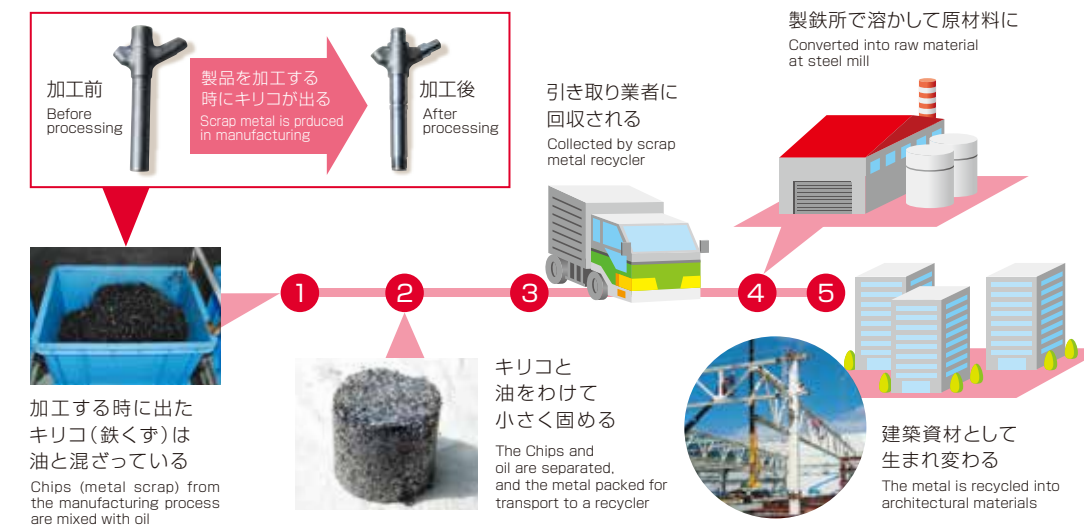 加工前
Before
processing
製品を加工する
時にキリコが出る
Scrap metal is prduced
in manufacturing
加工後
After
processing
加工する時に出た
キリコ（鉄くず）は
油と混ざっている
Chips (metal scrap) from
the manufacturing process
are mixed with oil
1
2
キリコと
油をわけて
小さく固める
The Chips and
oil are separated,
and the metal packed for
transport to a recycler
3
引き取り業者に
回収される
Collected by scrap
metal recycler
4
製鉄所で溶かして原材料に
Converted into raw material
at steel mill
5
建築資材として
生まれ変わる
The metal is recycled into
architectural materials